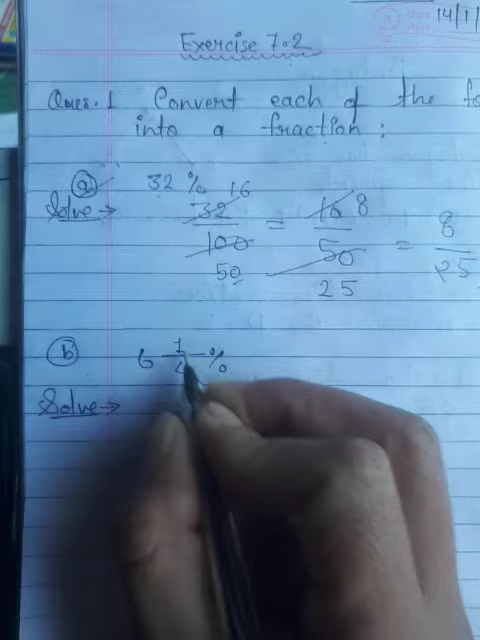 14/1/
Exercise 7.2
Ques. 1 Convert each of the fo
into a fraction :
(a) 32 %
Solve → 32/100 16 50 = 16/50 8 25 = 8/25
(b) 6 1/ %
Solve →